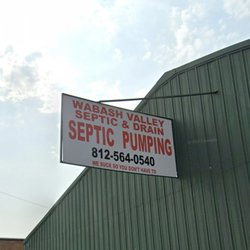 WABASH VALLEY
SEPTIC & DRAIN
SEPTIC PUMPING
812-564-0540
WE SUCK SO YOU DON'T HAVE TO